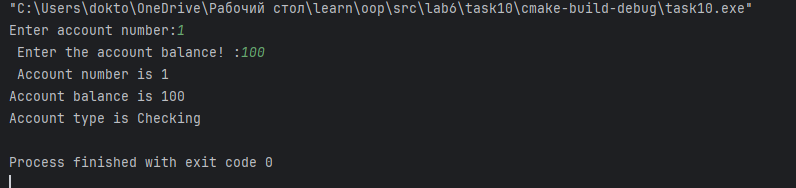 "C:\Users\dokto\OneDrive\Рабочий стол\learn\oop\src\lab6\task10\cmake-build-debug\task10.exe"
Enter account number:1
Enter the account balance! :100
Account number is 1
Account balance is 100
Account type is Checking
Process finished with exit code 0